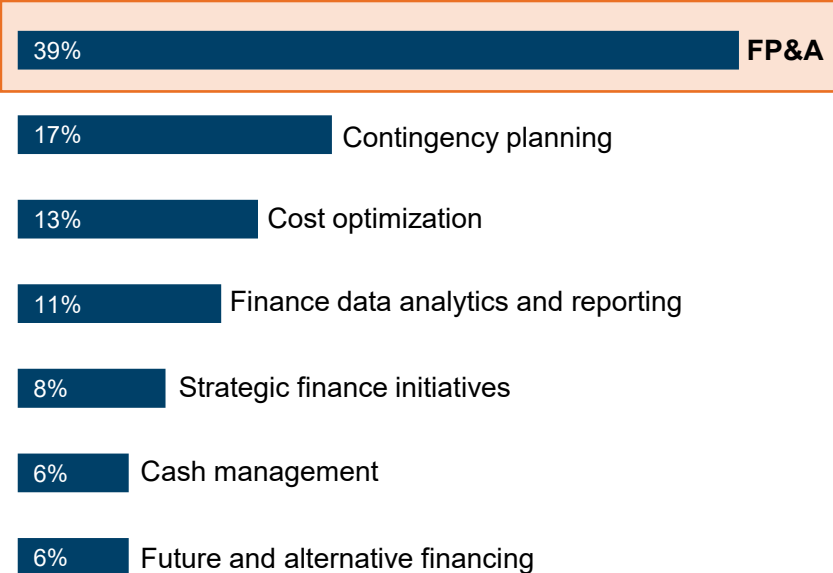 39% FP&A
17% Contingency planning
13% Cost optimization
11% Finance data analytics and reporting
8% Strategic finance initiatives
6% Cash management
6% Future and alternative financing